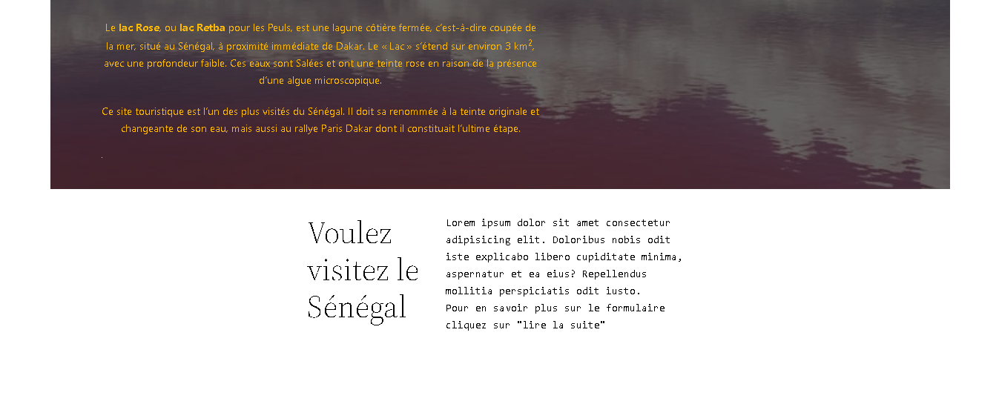 Le lac Rose, ou lac Retba pour les Peuls, est une lagune côtière fermée, c’est-à-dire coupée de
la mer, situé au Sénégal, à proximité immédiate de Dakar. Le « Lac » s’étend sur environ 3 km²,
avec une profondeur faible. Ces eaux sont Salées et ont une teinte rose en raison de la présence
d’une algue microscopique.
Ce site touristique est l’un des plus visités du Sénégal. Il doit sa renommée à la teinte originale et
changeante de son eau, mais aussi au rallye Paris Dakar dont il constituait l’ultime étape.
.
Voulez
visitez le
Sénégal
Lorem ipsum dolor sit amet consectetur
adipisicing elit. Doloribus nobis odit
iste explicabo libero cupiditate minima,
aspernatur et ea eius? Repellendus
mollitia perspiciatis odit iusto.
Pour en savoir plus sur le formulaire
cliquez sur "lire la suite"